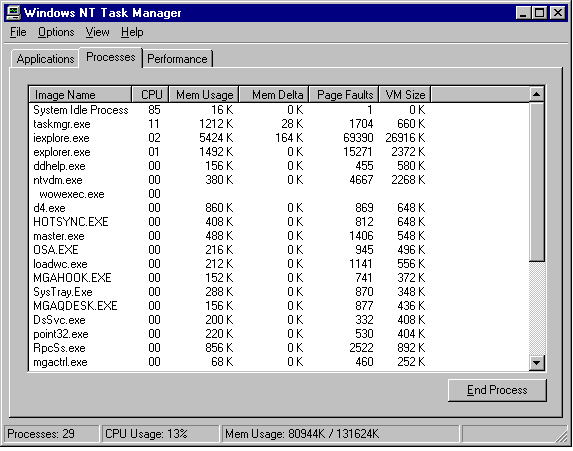 Windows NT Task Manager
File Options View Help
Applications Processes Performance
Image Name CPU Mem Usage Mem Delta Page Faults VM Size
System Idle Process 85 16 K 0 K 1 0 K
taskmgr.exe 11 1212 K 28 K 1704 660 K
iexplore.exe 02 5424 K 164 K 69390 26916 K
explorer.exe 01 1492 K 0 K 15271 2372 K
ddhelp.exe 00 156 K 0 K 455 580 K
ntvdm.exe 00 380 K 0 K 4667 2268 K
wowexec.exe 00
d4.exe 00 860 K 0 K 869 648 K
HOTSYNC.EXE 00 408 K 0 K 812 648 K
master.exe 00 488 K 0 K 1406 548 K
OSA.EXE 00 216 K 0 K 945 496 K
loadwc.exe 00 212 K 0 K 1141 556 K
MGAHOOK.EXE 00 152 K 0 K 741 372 K
SysTray.Exe 00 288 K 0 K 870 348 K
MGAQDESK.EXE 00 156 K 0 K 877 436 K
DsSvc.exe 00 200 K 0 K 332 408 K
point32.exe 00 220 K 0 K 530 404 K
RpcSs.exe 00 856 K 0 K 2522 892 K
mgactrl.exe 00 68 K 0 K 460 252 K
End Process
Processes: 29 CPU Usage: 13% Mem Usage: 80944K / 131624K